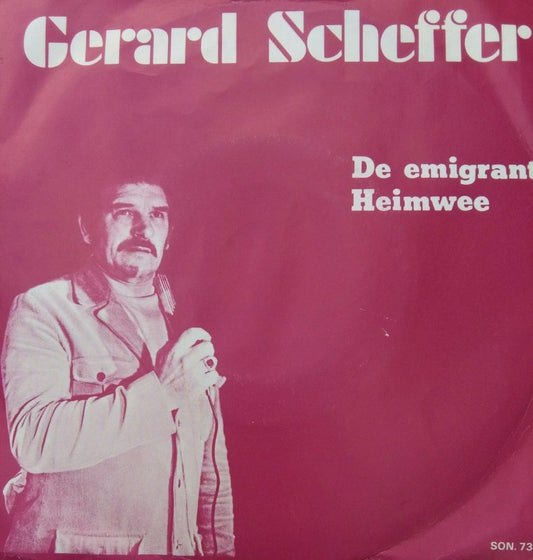 Gerard Scheffer
De emigrant
Heimwee
SON. 73